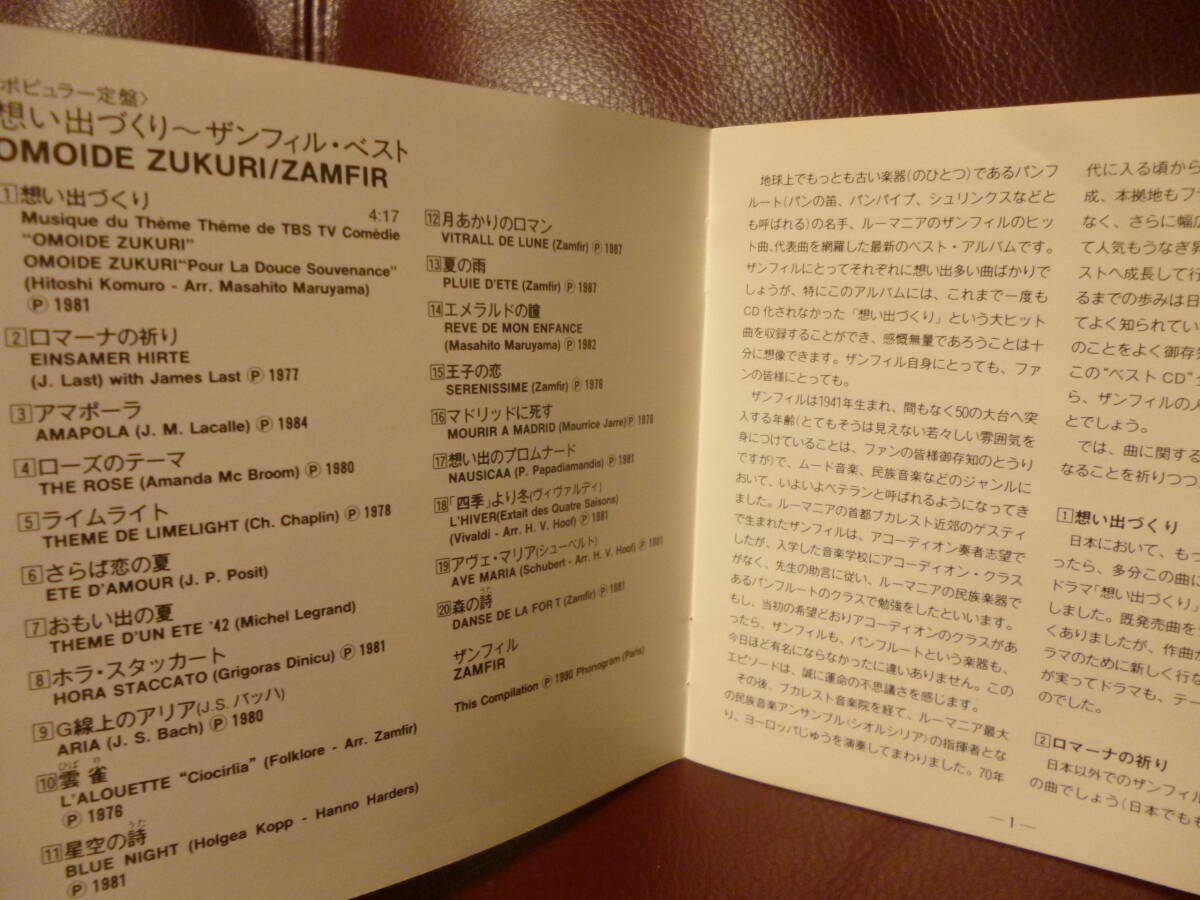 ポピュラー定盤〉
想い出づくり〜ザンフィル・ベスト
OMOIDE ZUKURI/ZAMFIR
1 想い出づくり 4:17
Musique du Thème Théme de TBS TV Comédie
"OMOIDE ZUKURI"
OMOIDE ZUKURI"Pour La Douce Souvenance"
(Hitoshi Komuro - Arr. Masahito Maruyama)
Ⓟ 1981
2 ロマーナの祈り
EINSAMER HIRTE
(J. Last) with James Last Ⓟ 1977
3 アマポーラ
AMAPOLA (J. M. Lacalle) Ⓟ 1984
4 ローズのテーマ
THE ROSE (Amanda Mc Broom) Ⓟ 1980
5 ライムライト
THEME DE LIMELIGHT (Ch. Chaplin) Ⓟ 1978
6 さらば恋の夏
ETE D'AMOUR (J. P. Posit)
7 おもい出の夏
THEME D'UN ETE '42 (Michel Legrand)
8 ホラ・スタッカート
HORA STACCATO (Grigoras Dinicu) Ⓟ 1981
9 G線上のアリア(J.S. バッハ)
ARIA (J. S. Bach) Ⓟ 1980
ひばり
10 雲雀
L'ALOUETTE "Ciocirlia" (Folklore - Arr. Zamfir)
Ⓟ 1976
うた
11 星空の詩
BLUE NIGHT (Holgea Kopp - Hanno Harders)
Ⓟ 1981
12 月あかりのロマン
VITRALL DE LUNE (Zamfir) Ⓟ 1987
13 夏の雨
PLUIE D'ETE (Zamfir) Ⓟ 1987
14 エメラルドの瞳
REVE DE MON ENFANCE
(Masahito Maruyama) Ⓟ 1982
15 王子の恋
SERENISSIME (Zamfir) Ⓟ 1976
16 マドリッドに死す
MOURIR A MADRID (Maurice Jarre) Ⓟ 1976
17 想い出のプロムナード
NAUSICAA (P. Papadiamandis) Ⓟ 1981
18 「四季」より冬(ヴィヴァルディ)
L'HIVER(Extait des Quatre Saisons)
(Vivaldi - Arr. H. V. Hoof) Ⓟ 1981
19 アヴェ・マリア(シューベルト)
AVE MARIA (Schubert - Arr. H. V. Hoof) Ⓟ 1981
うた
20 森の詩
DANSE DE LA FOR T (Zamfir) Ⓟ 1981
ザンフィル
ZAMFIR
This Compilation Ⓟ 1990 Phonogram (Paris)
地球上でもっとも古い楽器(のひとつ)であるパンフ
ルート(パンの笛、パンパイプ、シュリンクスなどと
も呼ばれる)の名手、ルーマニアのザンフィルのヒッ
ト曲、代表曲を網羅した最新のベスト・アルバムです。
ザンフィルにとってそれぞれに想い出多い曲ばかりで
しょうが、特にこのアルバムには、これまで一度も
CD化されなかった「想い出づくり」という大ヒット
曲を収録することができ、感慨無量であろうことは十
分に想像できます。ザンフィル自身にとっても、ファ
ンの皆様にとっても。
ザンフィルは1941年生まれ、間もなく50の大台へ突
入する年齢(とてもそうは見えない若々しい雰囲気を
身につけていることは、ファンの皆様御存知のとうり
ですが)で、ムード音楽、民族音楽などのジャンルに
おいて、いよいよベテランと呼ばれるようになってき
ました。ルーマニアの首都ブカレスト近郊のゲスティ
で生まれたザンフィルは、アコーディオン奏者志望で
したが、入学した音楽学校にアコーディオン・クラス
がなく、先生の助言に従い、ルーマニアの民族楽器で
あるパンフルートのクラスで勉強をしたといいます。
もし、当初の希望どおりアコーディオンのクラスがあ
ったら、ザンフィルも、パンフルートという楽器も、
今日ほど有名にならなかったに違いありません。この
エピソードは、誠に運命の不思議さを感じます。
その後、ブカレスト音楽院を経て、ルーマニア最大
の民族音楽アンサンブル〈シオルシリア〉の指揮者とな
り、ヨーロッパじゅうを演奏してまわりました。70年
代に入る頃から
成、本拠地もフラ
なく、さらに幅広
て人気もうなぎ昇
ストへ成長して行
るまでの歩みは日
てよく知られてい
のことをよく御存知
この"ベストCD"
ら、ザンフィルの人
とでしょう。
では、曲に関する
なることを祈りつつ
1 想い出づくり
日本において、もっ
ったら、多分この曲に
ドラマ「想い出づくり」
しました。既発売曲を
くありましたが、作曲
ラマのために新しく行な
が実ってドラマも、テー
のでした。
2 ロマーナの祈り
日本以外でのザンフィル
の曲でしょう(日本でも
—1—